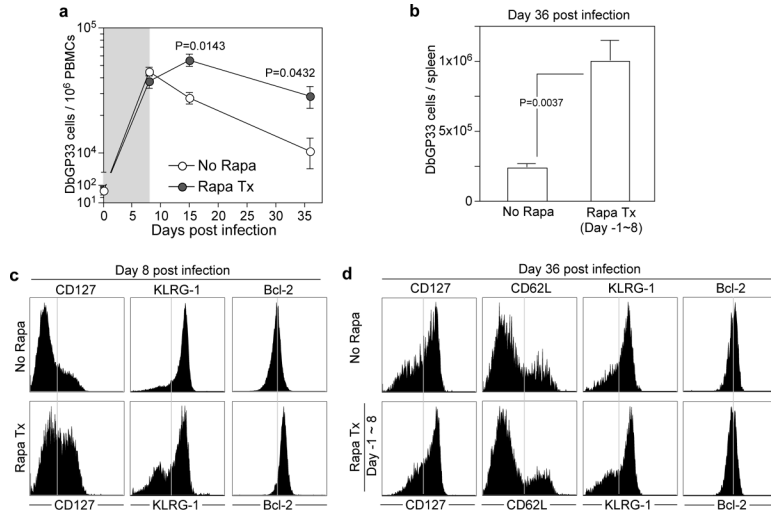 a
DbGP33 cells / 10⁶ PBMCs
10⁵
10⁴
10²
10¹
P=0.0143
P=0.0432
No Rapa
Rapa Tx
0 5 10 15 20 25 30 35 40
Days post infection
b
Day 36 post infection
DbGP33 cells / spleen
1x10⁶
5x10⁵
0
P=0.0037
No Rapa Rapa Tx
(Day -1~8)
c
Day 8 post infection
CD127 KLRG-1 Bcl-2
No Rapa
Rapa Tx
CD127 KLRG-1 Bcl-2
d
Day 36 post infection
CD127 CD62L KLRG-1 Bcl-2
No Rapa
Rapa Tx
Day -1 ~ 8
CD127 CD62L KLRG-1 Bcl-2